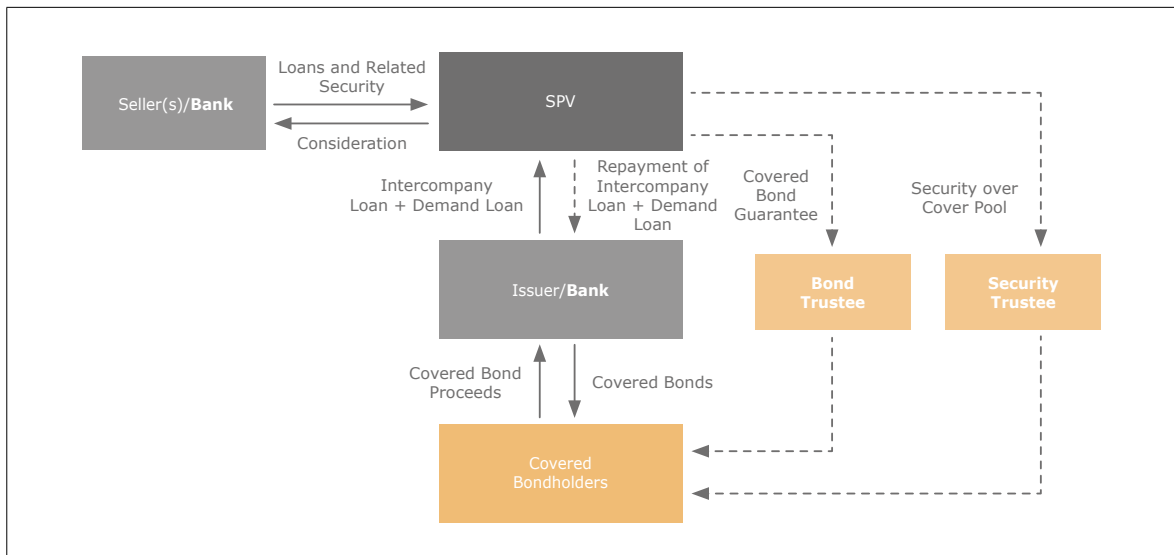 Seller(s)/Bank
Loans and Related
Security
Consideration
SPV
Intercompany
Loan + Demand Loan
Repayment of
Intercompany
Loan + Demand
Loan
Covered
Bond
Guarantee
Security over
Cover Pool
Issuer/Bank
Bond
Trustee
Security
Trustee
Covered Bond
Proceeds
Covered Bonds
Covered
Bondholders